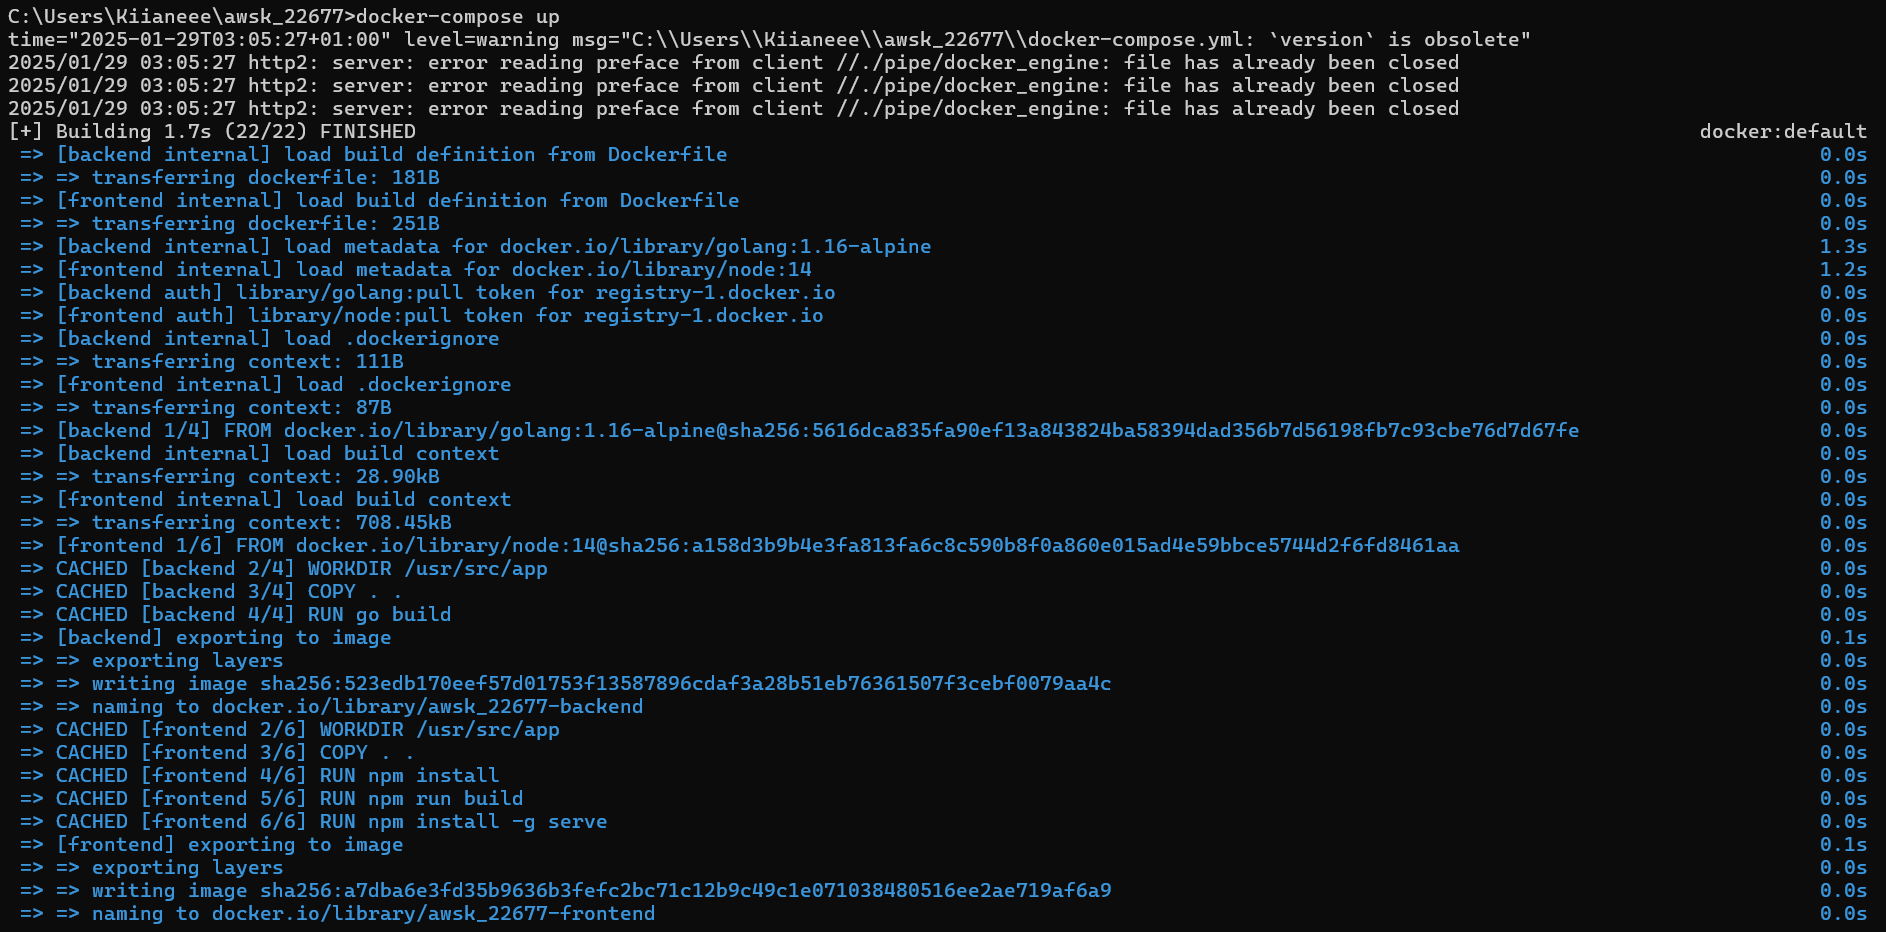 C:\Users\Kiianeee\awsk_22677>docker-compose up
time="2025-01-29T03:05:27+01:00" level=warning msg="C:\\Users\\Kiianeee\\awsk_22677\\docker-compose.yml: `version` is obsolete"
2025/01/29 03:05:27 http2: server: error reading preface from client //./pipe/docker_engine: file has already been closed
2025/01/29 03:05:27 http2: server: error reading preface from client //./pipe/docker_engine: file has already been closed
2025/01/29 03:05:27 http2: server: error reading preface from client //./pipe/docker_engine: file has already been closed
[+] Building 1.7s (22/22) FINISHED docker:default
=> [backend internal] load build definition from Dockerfile 0.0s
=> => transferring dockerfile: 181B 0.0s
=> [frontend internal] load build definition from Dockerfile 0.0s
=> => transferring dockerfile: 251B 0.0s
=> [backend internal] load metadata for docker.io/library/golang:1.16-alpine 1.3s
=> [frontend internal] load metadata for docker.io/library/node:14 1.2s
=> [backend auth] library/golang:pull token for registry-1.docker.io 0.0s
=> [frontend auth] library/node:pull token for registry-1.docker.io 0.0s
=> [backend internal] load .dockerignore 0.0s
=> => transferring context: 111B 0.0s
=> [frontend internal] load .dockerignore 0.0s
=> => transferring context: 87B 0.0s
=> [backend 1/4] FROM docker.io/library/golang:1.16-alpine@sha256:5616dca835fa90ef13a843824ba58394dad356b7d56198fb7c93cbe76d7d67fe 0.0s
=> [backend internal] load build context 0.0s
=> => transferring context: 28.90kB 0.0s
=> [frontend internal] load build context 0.0s
=> => transferring context: 708.45kB 0.0s
=> [frontend 1/6] FROM docker.io/library/node:14@sha256:a158d3b9b4e3fa813fa6c8c590b8f0a860e015ad4e59bbce5744d2f6fd8461aa 0.0s
=> CACHED [backend 2/4] WORKDIR /usr/src/app 0.0s
=> CACHED [backend 3/4] COPY . . 0.0s
=> CACHED [backend 4/4] RUN go build 0.0s
=> [backend] exporting to image 0.1s
=> => exporting layers 0.0s
=> => writing image sha256:523edb170eef57d01753f13587896cdaf3a28b51eb76361507f3cebf0079aa4c 0.0s
=> => naming to docker.io/library/awsk_22677-backend 0.0s
=> CACHED [frontend 2/6] WORKDIR /usr/src/app 0.0s
=> CACHED [frontend 3/6] COPY . . 0.0s
=> CACHED [frontend 4/6] RUN npm install 0.0s
=> CACHED [frontend 5/6] RUN npm run build 0.0s
=> CACHED [frontend 6/6] RUN npm install -g serve 0.0s
=> [frontend] exporting to image 0.1s
=> => exporting layers 0.0s
=> => writing image sha256:a7dba6e3fd35b9636b3fefc2bc71c12b9c49c1e071038480516ee2ae719af6a9 0.0s
=> => naming to docker.io/library/awsk_22677-frontend 0.0s